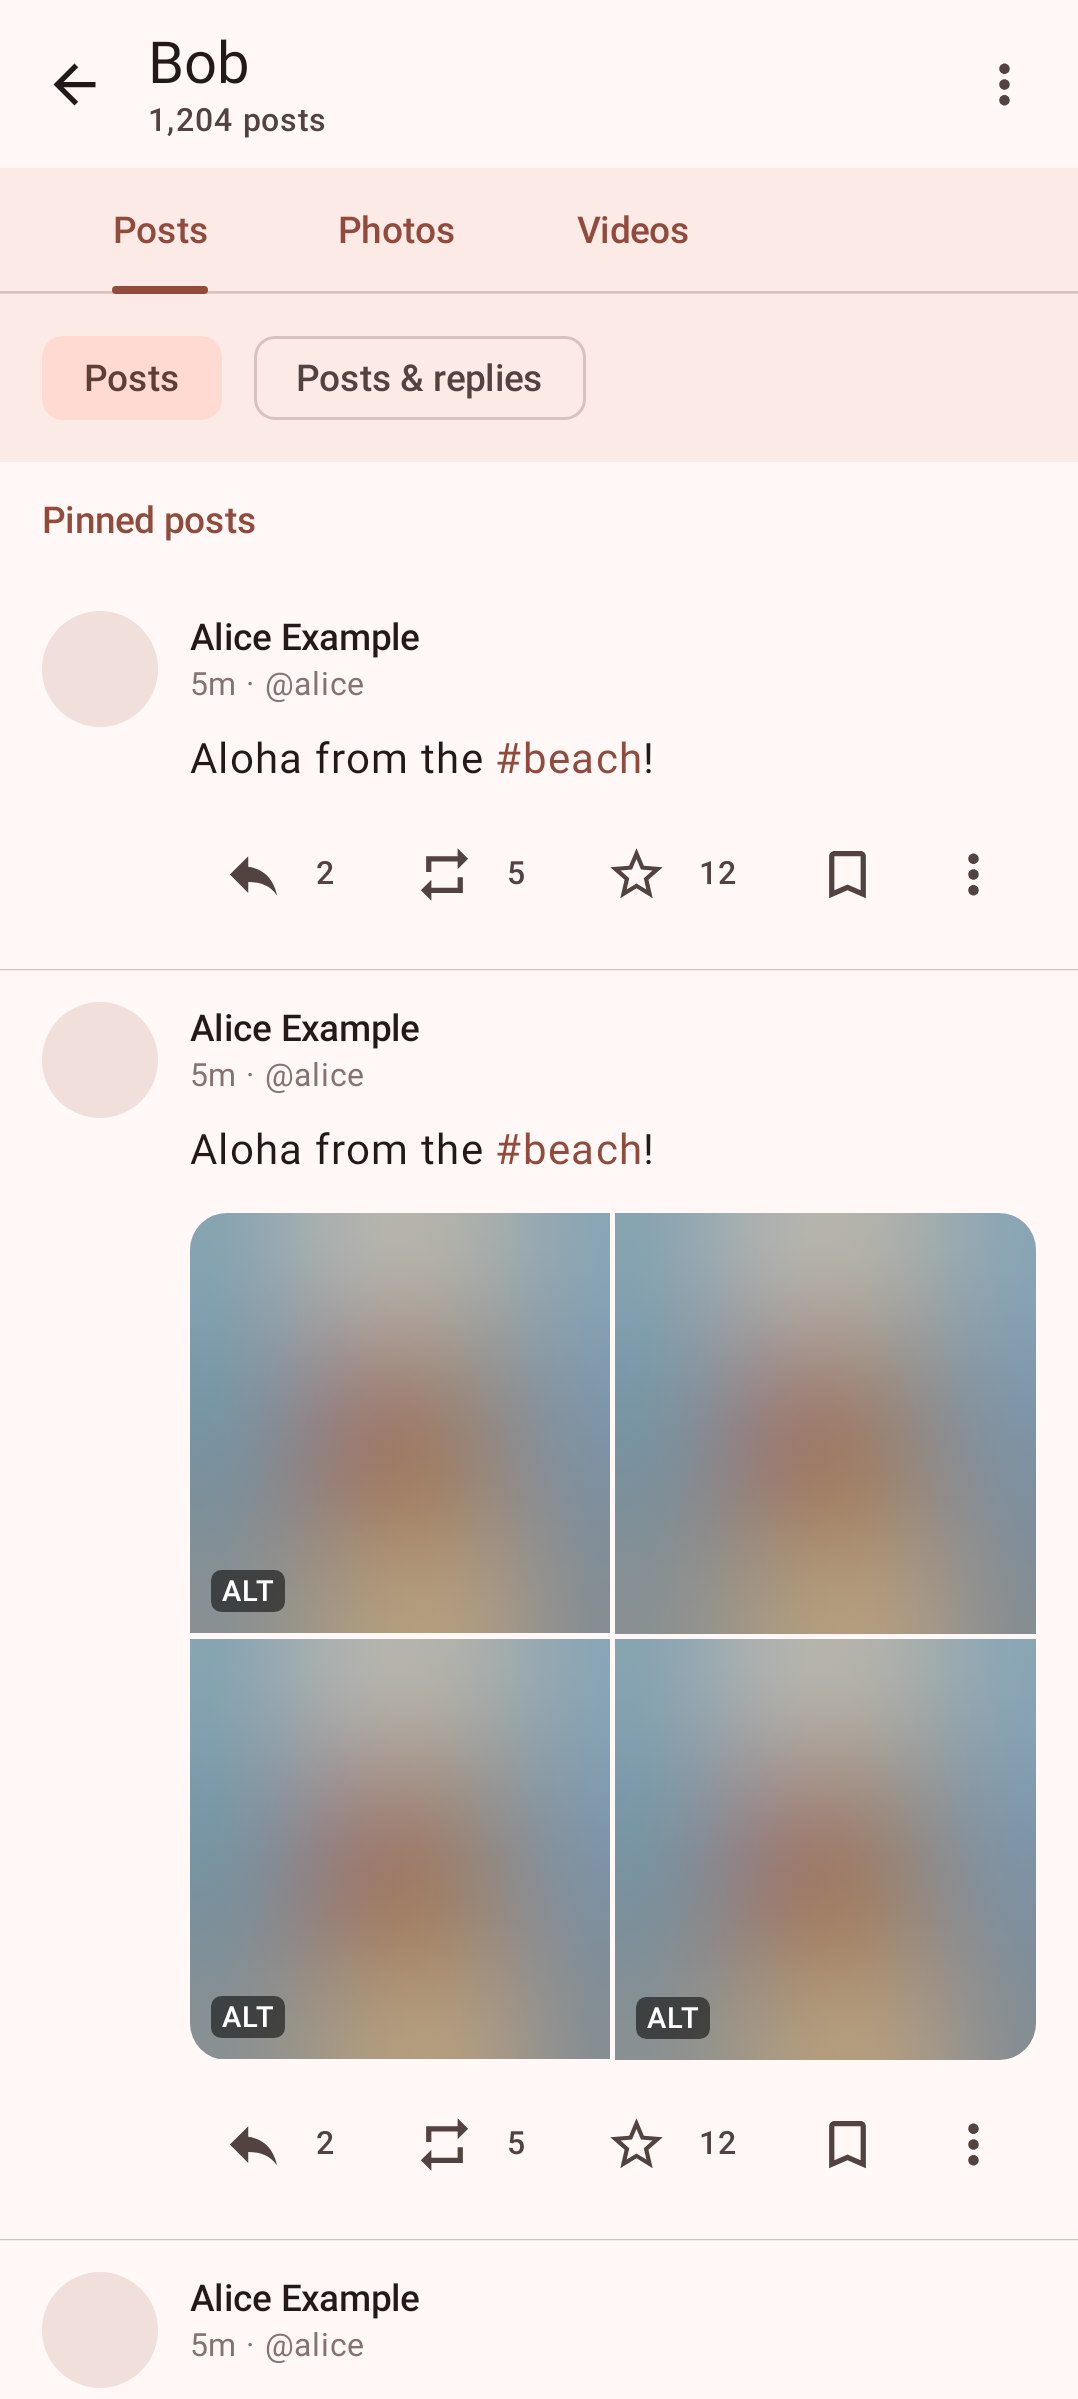 Bob
1,204 posts
Posts
Photos
Videos
Posts
Posts & replies
Pinned posts
Alice Example
5m · @alice
Aloha from the #beach!
2
5
12
Alice Example
5m · @alice
Aloha from the #beach!
ALT
ALT
ALT
2
5
12
Alice Example
5m · @alice